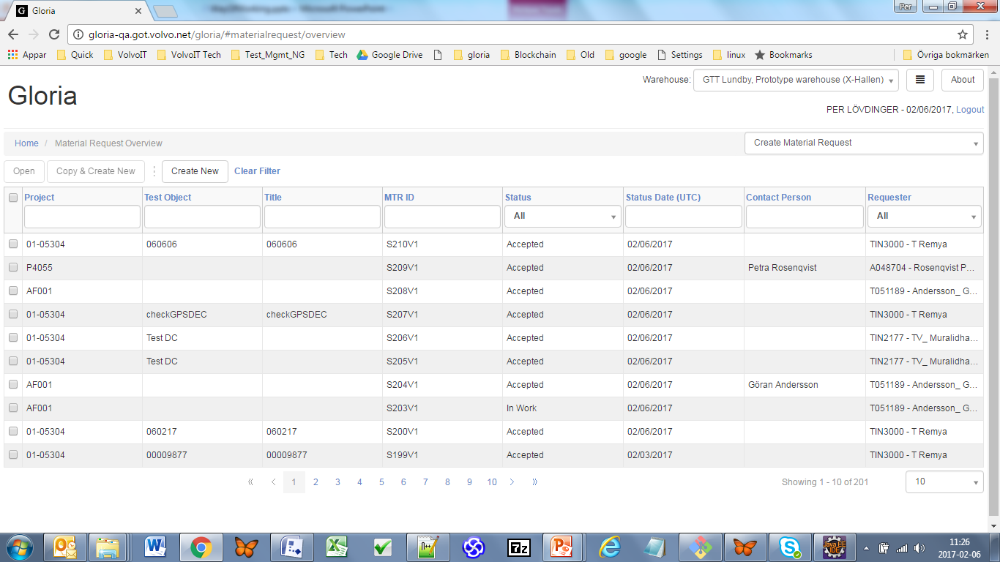 Gloria
Per
gloria-qa.got.volvo.net/gloria/#materialrequest/overview
Appar Quick VolvoIT VolvoIT Tech Test_Mgmt_NG Tech Google Drive gloria Blockchain Old google Settings linux Bookmarks Övriga bokmärken
Warehouse: GTT Lundby, Prototype warehouse (X-Hallen) About
Gloria
PER LÖVDINGER - 02/06/2017, Logout
Home / Material Request Overview Create Material Request
Open Copy & Create New Create New Clear Filter
Project Test Object Title MTR ID Status Status Date (UTC) Contact Person Requester
All All
01-05304 060606 060606 S210V1 Accepted 02/06/2017 TIN3000 - T Remya
P4055 S209V1 Accepted 02/06/2017 Petra Rosenqvist A048704 - Rosenqvist P...
AF001 S208V1 Accepted 02/06/2017 T051189 - Andersson_ G...
01-05304 checkGPSDEC checkGPSDEC S207V1 Accepted 02/06/2017 TIN3000 - T Remya
01-05304 Test DC S206V1 Accepted 02/06/2017 TIN2177 - TV_ Muralidha...
01-05304 Test DC S205V1 Accepted 02/06/2017 TIN2177 - TV_ Muralidha...
AF001 S204V1 Accepted 02/06/2017 Göran Andersson T051189 - Andersson_ G...
AF001 S203V1 In Work 02/06/2017 T051189 - Andersson_ G...
01-05304 060217 060217 S200V1 Accepted 02/06/2017 TIN3000 - T Remya
01-05304 00009877 00009877 S199V1 Accepted 02/03/2017 TIN3000 - T Remya
« < 1 2 3 4 5 6 7 8 9 10 > » Showing 1 - 10 of 201 10
11:26
2017-02-06